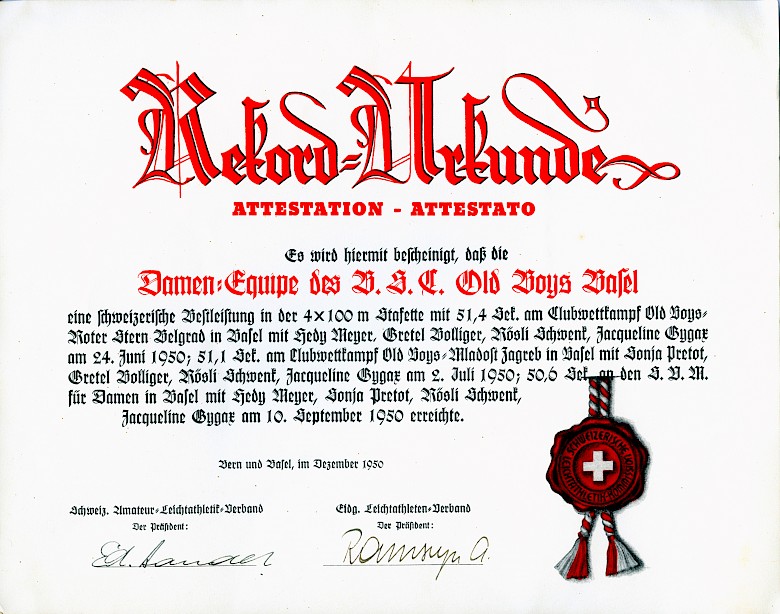 Rekord=Urkunde
ATTESTATION - ATTESTATO
Es wird hiermit bescheinigt, daß die
Damen=Equipe des B. S. C. Old Boys Basel
eine schweizerische Bestleistung in der 4×100 m Stafette mit 51,4 Sek. am Clubwettkampf Old Boys=
Roter Stern Belgrad in Basel mit Hedy Meyer, Gretel Bolliger, Rösli Schwenk, Jacqueline Gygax
am 24. Juni 1950; 51,1 Sek. am Clubwettkampf Old Boys=Mladost Zagreb in Basel mit Sonja Pretot,
Gretel Bolliger, Rösli Schwenk, Jacqueline Gygax am 2. Juli 1950; 50,6 Sek. an den S. V. M.
für Damen in Basel mit Hedy Meyer, Sonja Pretot, Rösli Schwenk,
Jacqueline Gygax am 10. September 1950 erreichte.
Bern und Basel, im Dezember 1950
Schweiz. Amateur=Leichtathletik=Verband
Der Präsident:
Eidg. Leichtathleten=Verband
Der Präsident:
SCHWEIZERISCHE